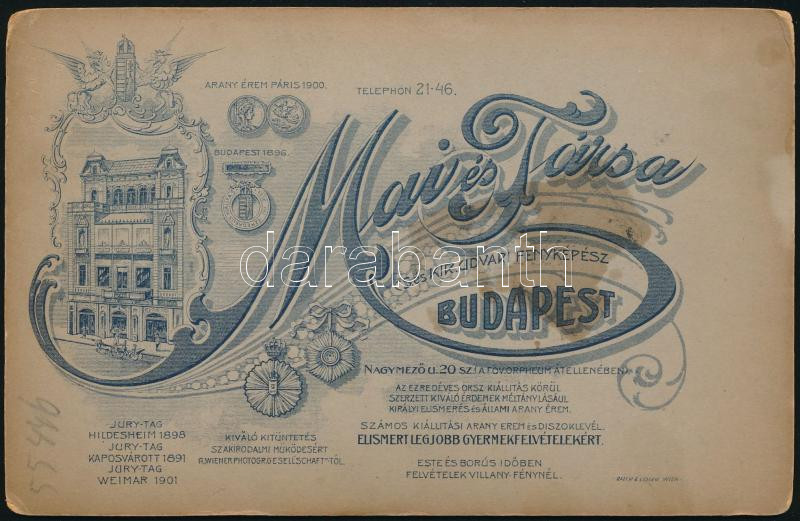 ARANY ÉREM PÁRIS 1900.
TELEPHON 21-46.
BUDAPEST 1896.
Mai és Társa
CS. ÉS KIR. UDVARI FÉNYKÉPÉSZ
BUDAPEST
NAGYMEZŐ U. 20 SZ. (A FŐV. ORPHEUM ÁTELLENÉBEN)
AZ EZREDÉVES ORSZ. KIÁLLITÁS KÖRÜL
SZERZETT KIVÁLÓ ÉRDEMEK MÉLTÁNYLÁSÁUL
KIRÁLYI ELISMERÉS ÉS ÁLLAMI ARANY ÉREM.
SZÁMOS KIÁLLITÁSI ARANY ÉREM ÉS DISZOKLEVÉL.
ELISMERT LEGJOBB GYERMEKFELVÉTELEKÉRT.
ESTE ÉS BORÚS IDŐBEN
FELVÉTELEK VILLANY-FÉNYNÉL.
JURY-TAG
HILDESHEIM 1898
JURY-TAG
KAPOSVÁROTT 1891
JURY-TAG
WEIMAR 1901
KIVÁLÓ KITÜNTETÉS
SZAKIRODALMI MŰKÖDÉSÉRT
A „WIENER PHOTOGR. GESELLSCHAFT"-TÓL.
darabanth